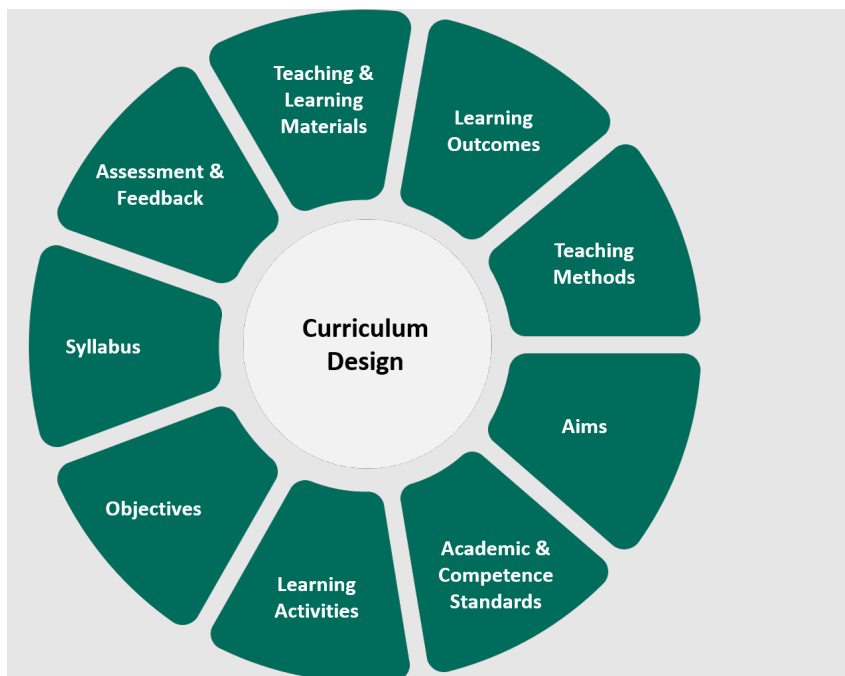 Teaching &
Learning
Materials
Learning
Outcomes
Teaching
Methods
Aims
Academic &
Competence
Standards
Learning
Activities
Objectives
Syllabus
Assessment &
Feedback
Curriculum
Design